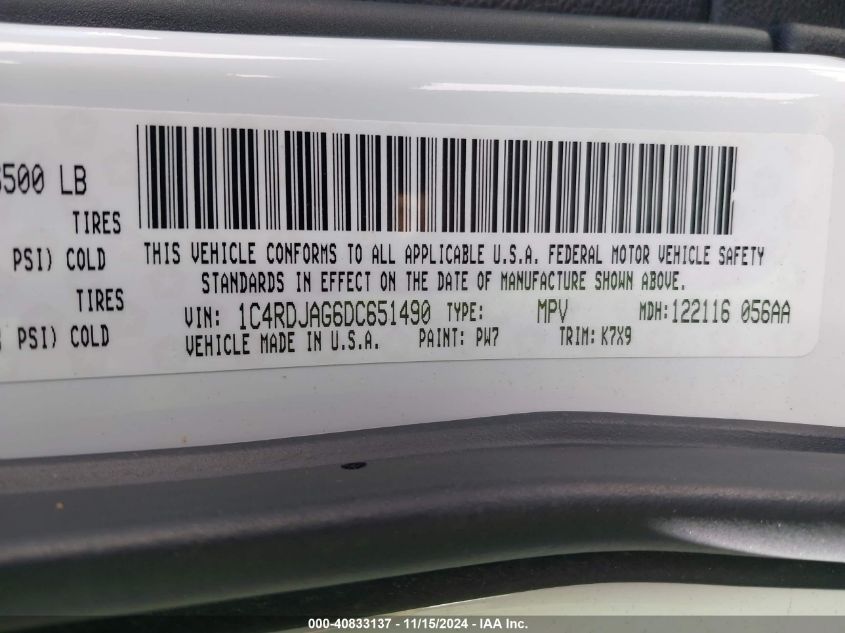 500 LB
TIRES
PSI) COLD
TIRES
PSI) COLD
THIS VEHICLE CONFORMS TO ALL APPLICABLE U.S.A. FEDERAL MOTOR VEHICLE SAFETY
STANDARDS IN EFFECT ON THE DATE OF MANUFACTURE SHOWN ABOVE.
VIN: 1C4RDJAG6DC651490 TYPE: MPV MDH:122116 056AA
VEHICLE MADE IN U.S.A. PAINT: PW7 TRIM: K7X9
000-40833137 - 11/15/2024 - IAA Inc.